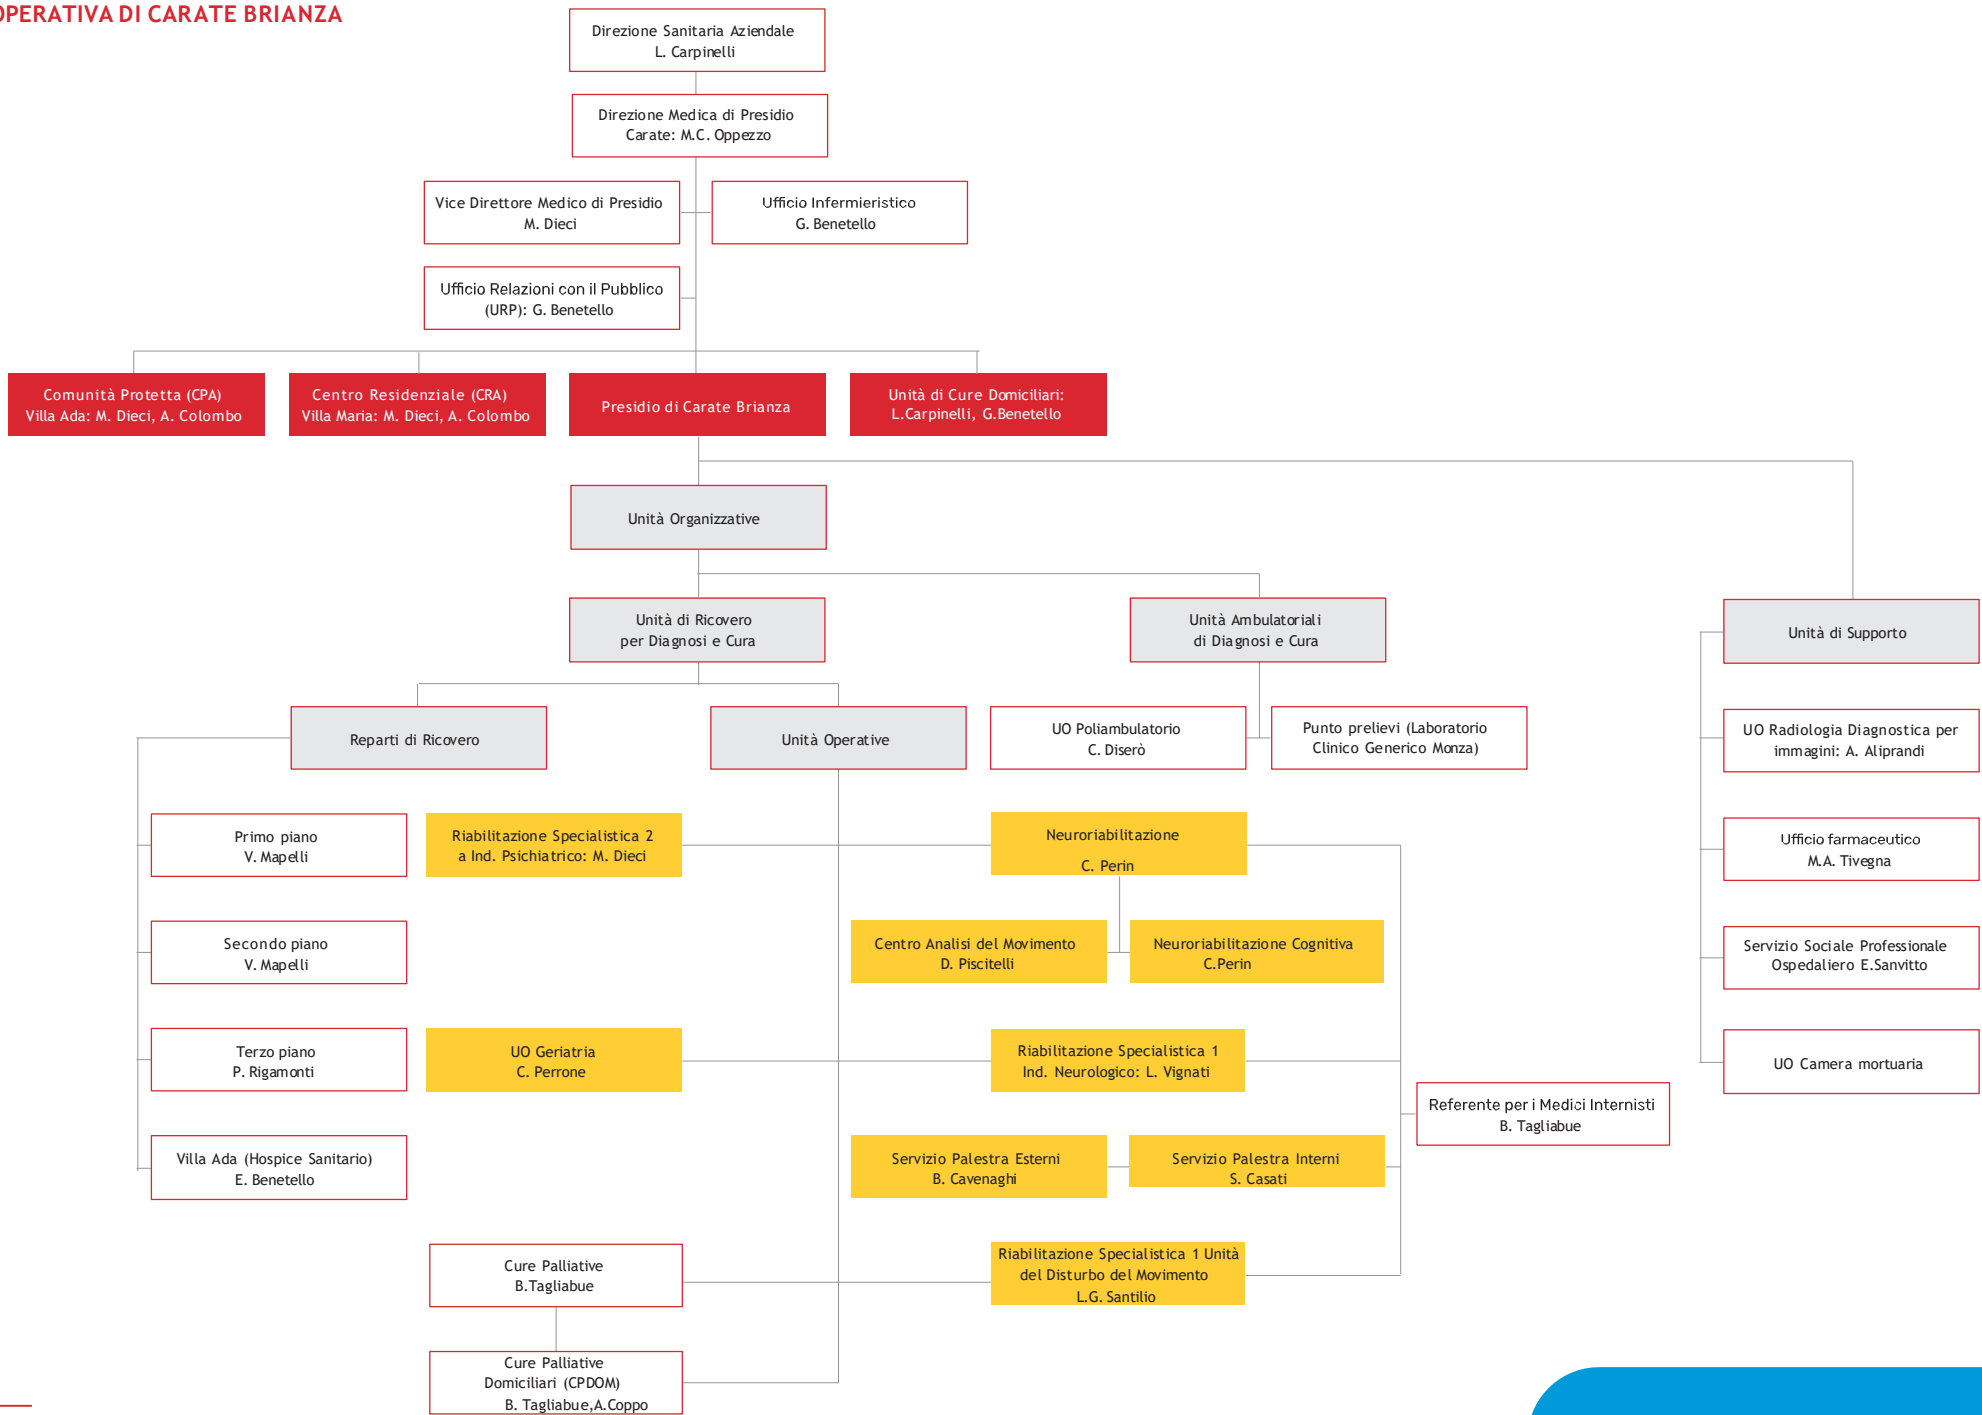 OPERATIVA DI CARATE BRIANZA
Direzione Sanitaria Aziendale
L. Carpinelli
Direzione Medica di Presidio
Carate: M.C. Oppezzo
Vice Direttore Medico di Presidio
M. Dieci
Ufficio Infermieristico
G. Benetello
Ufficio Relazioni con il Pubblico
(URP): G. Benetello
Comunità Protetta (CPA)
Villa Ada: M. Dieci, A. Colombo
Centro Residenziale (CRA)
Villa Maria: M. Dieci, A. Colombo
Presidio di Carate Brianza
Unità di Cure Domiciliari:
L.Carpinelli, G.Benetello
Unità Organizzative
Unità di Ricovero
per Diagnosi e Cura
Unità Ambulatoriali
di Diagnosi e Cura
Unità di Supporto
Reparti di Ricovero
Unità Operative
UO Poliambulatorio
C. Diserò
Punto prelievi (Laboratorio
Clinico Generico Monza)
UO Radiologia Diagnostica per
immagini: A. Aliprandi
Primo piano
V. Mapelli
Riabilitazione Specialistica 2
a Ind. Psichiatrico: M. Dieci
Neuroriabilitazione
C. Perin
Ufficio farmaceutico
M.A. Tivegna
Secondo piano
V. Mapelli
Centro Analisi del Movimento
D. Piscitelli
Neuroriabilitazione Cognitiva
C.Perin
Servizio Sociale Professionale
Ospedaliero E.Sanvitto
Terzo piano
P. Rigamonti
UO Geriatria
C. Perrone
Riabilitazione Specialistica 1
Ind. Neurologico: L. Vignati
UO Camera mortuaria
Referente per i Medici Internisti
B. Tagliabue
Villa Ada (Hospice Sanitario)
E. Benetello
Servizio Palestra Esterni
B. Cavenaghi
Servizio Palestra Interni
S. Casati
Cure Palliative
B.Tagliabue
Riabilitazione Specialistica 1 Unità
del Disturbo del Movimento
L.G. Santilio
Cure Palliative
Domiciliari (CPDOM)
B. Tagliabue,A.Coppo